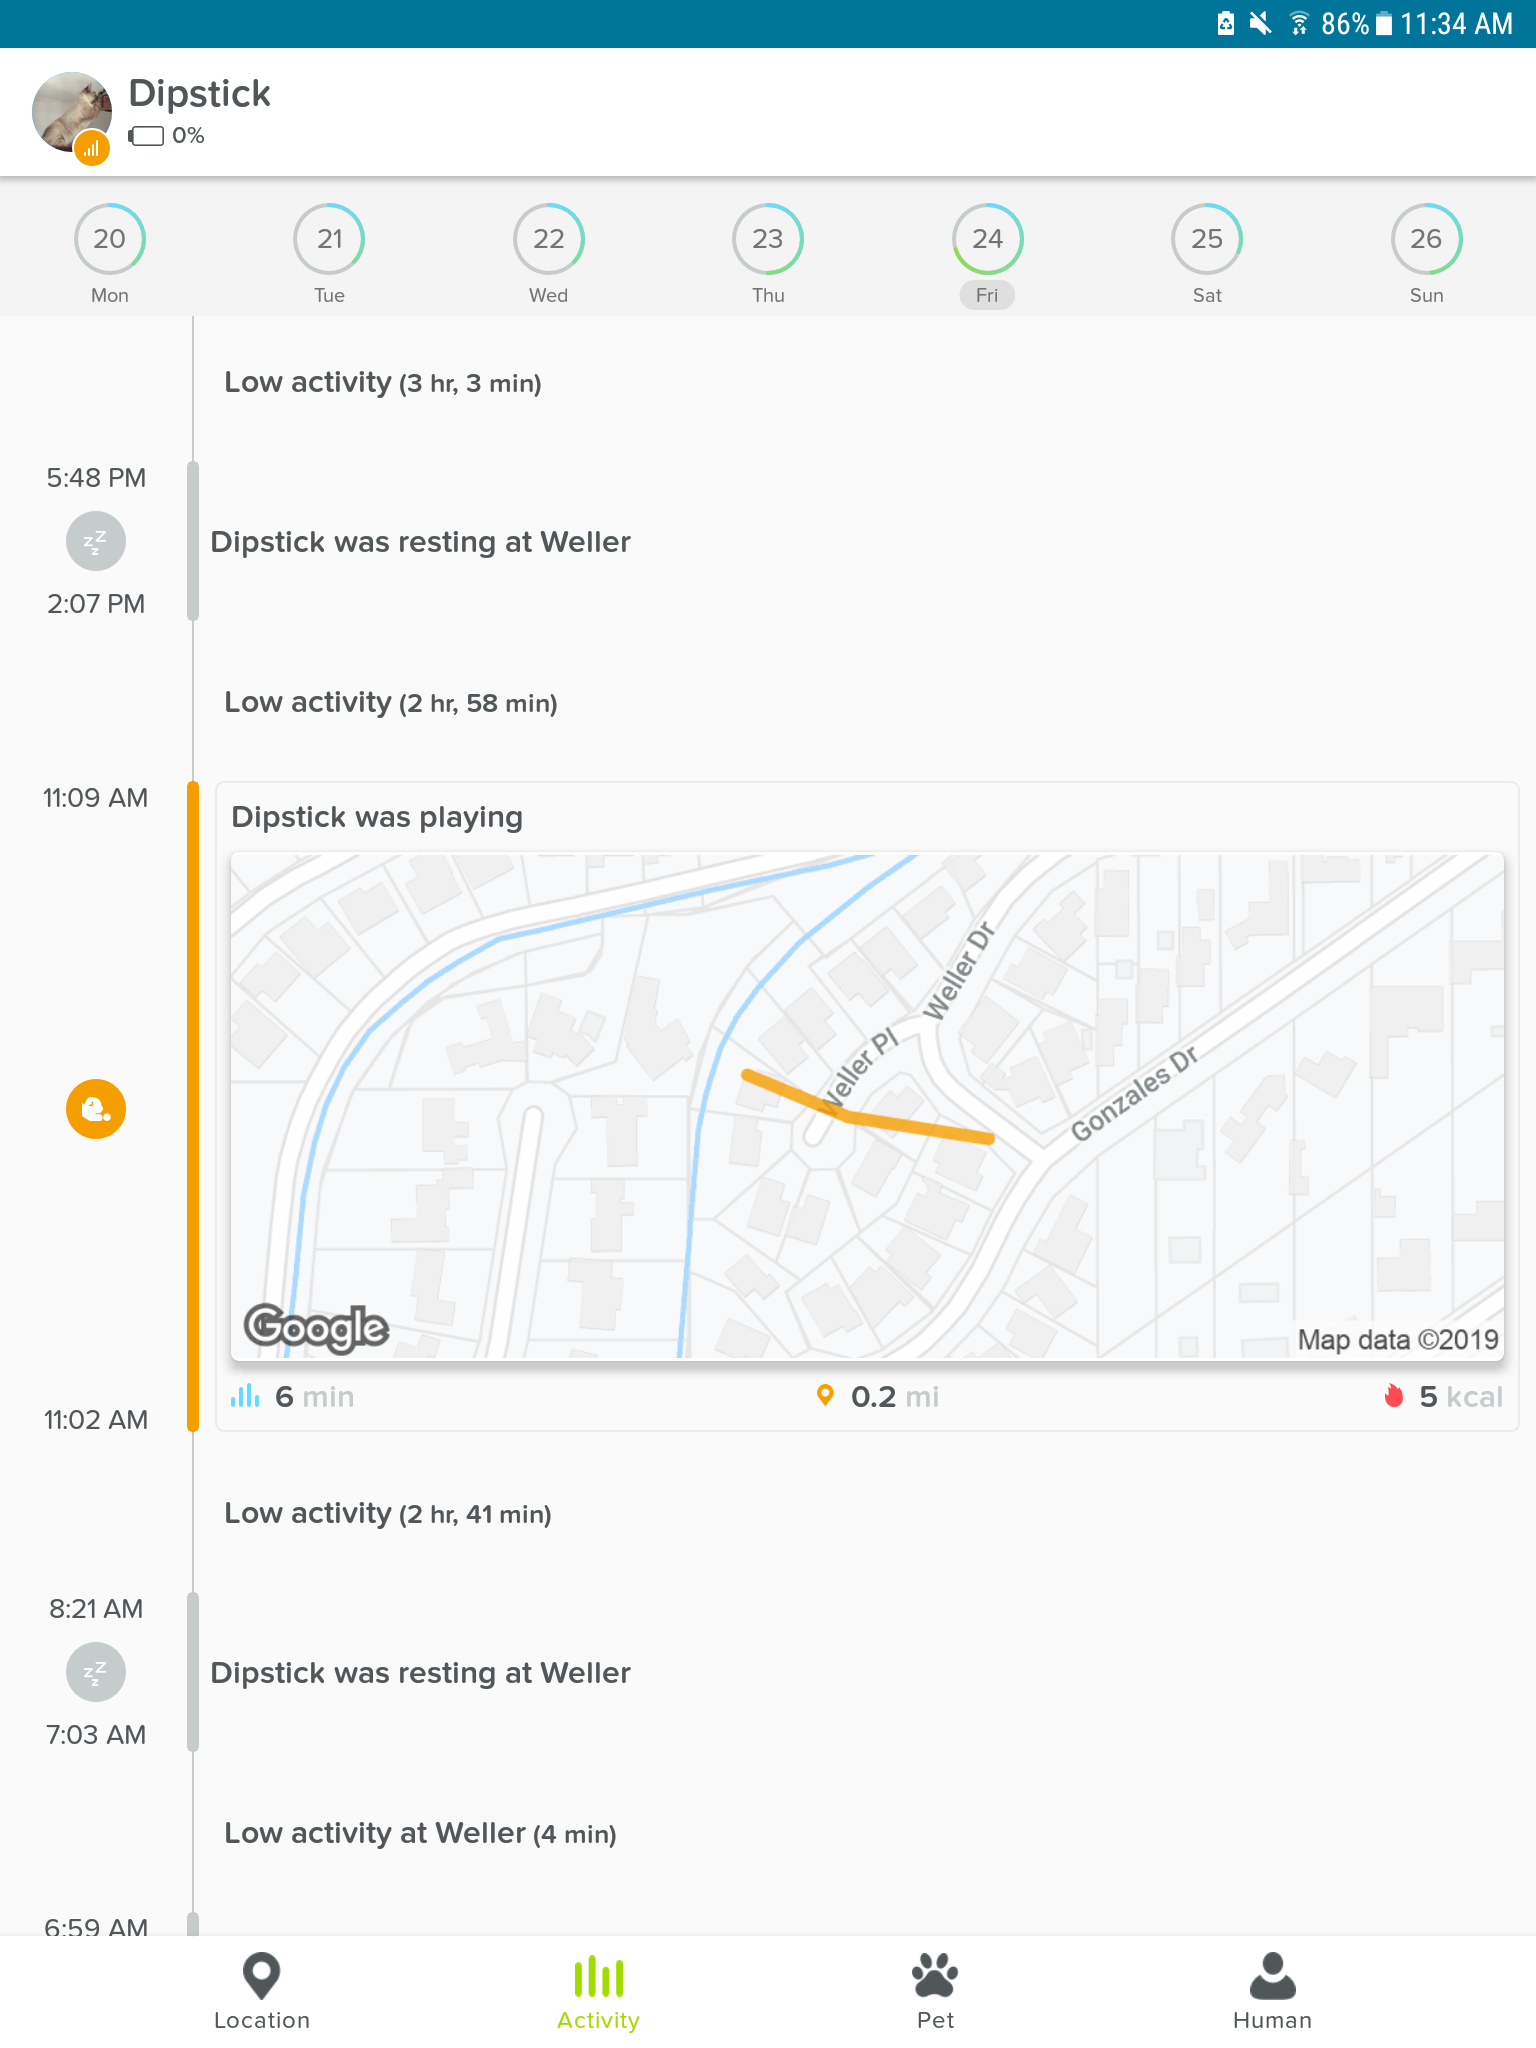 86% 11:34 AM
Dipstick
0%
20 21 22 23 24 25 26
Mon Tue Wed Thu Fri Sat Sun
Low activity (3 hr, 3 min)
5:48 PM
zzz
Dipstick was resting at Weller
2:07 PM
Low activity (2 hr, 58 min)
11:09 AM
Dipstick was playing
Weller Dr
Weller Pl
Gonzales Dr
Google
Map data ©2019
6 min 0.2 mi 5 kcal
11:02 AM
Low activity (2 hr, 41 min)
8:21 AM
zzz
Dipstick was resting at Weller
7:03 AM
Low activity at Weller (4 min)
6:59 AM
Location Activity Pet Human